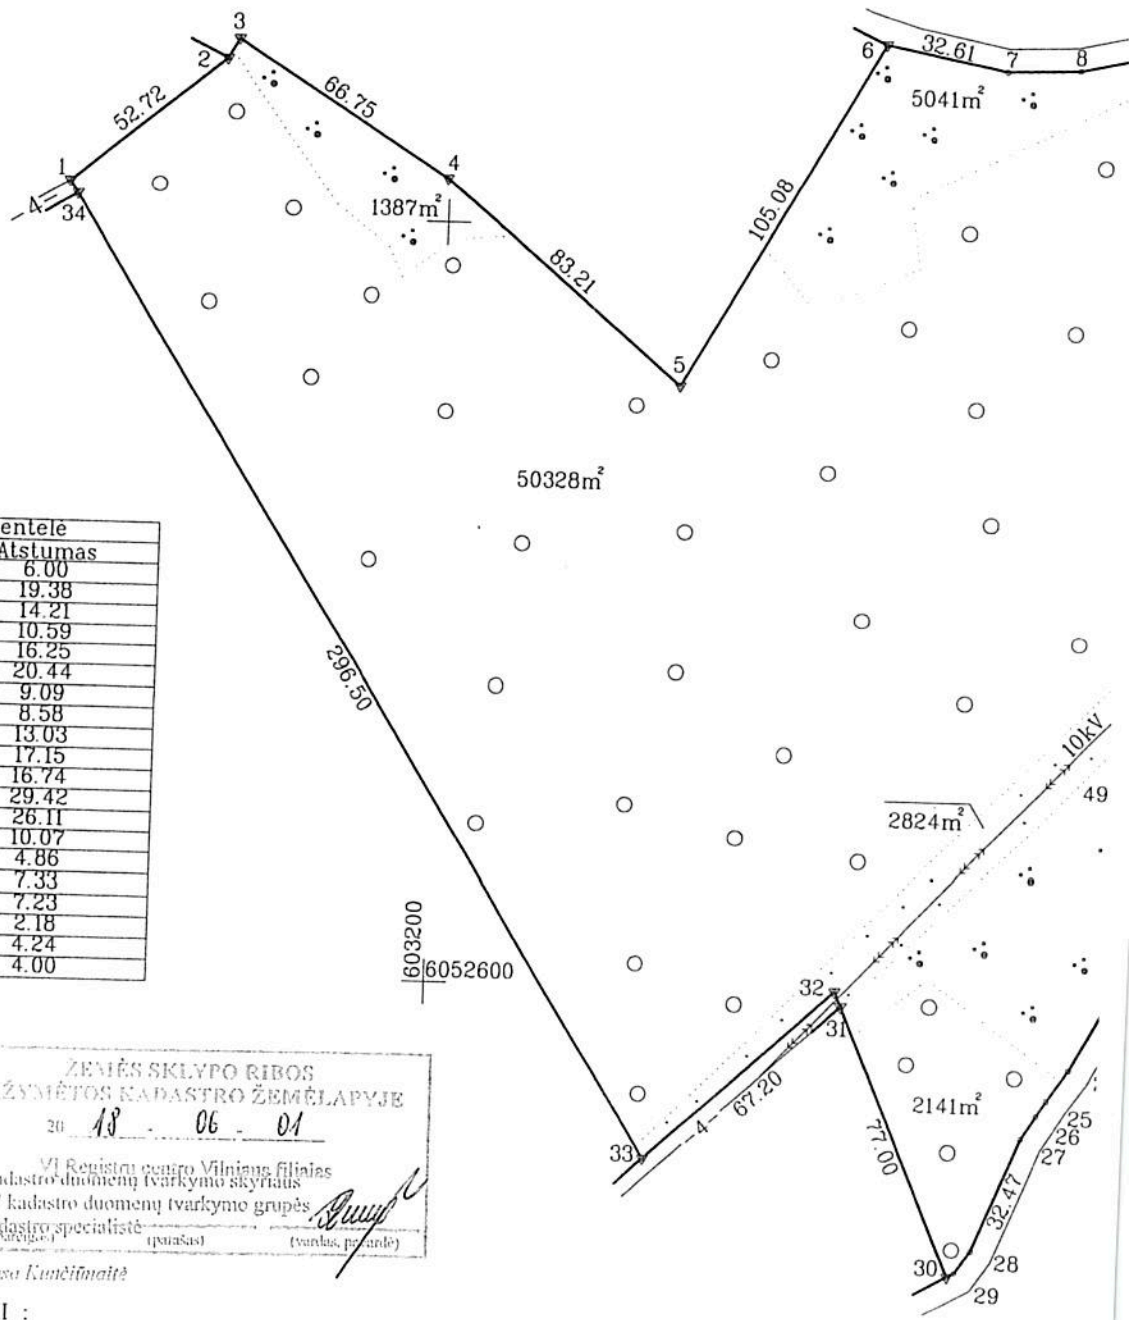 3
2
6
32.61
7
8
52.72
66.75
5041m²
1
4
4
34
1387m²
105.08
83.21
5
50328m²
entelė
Atstumas
6.00
19.38
14.21
10.59
16.25
20.44
9.09
8.58
13.03
17.15
16.74
29.42
26.11
10.07
4.86
7.33
7.23
2.18
4.24
4.00
296.50
10kV
49
2824m²
603200
6052600
32
31
67.20
4
33
77.00
2141m²
25
26
27
32.47
28
30
29
ŽEMĖS SKLYPO RIBOS
ŽYMĖTOS KADASTRO ŽEMĖLAPYJE
20 18 - 06 - 01
VĮ Registrų centro Vilniaus filialas
adastro duomenų tvarkymo skyriaus
kadastro duomenų tvarkymo grupės
dastro specialistė
(parašas) (vardas, pavardė)
sa Kunčiūnaitė
I :